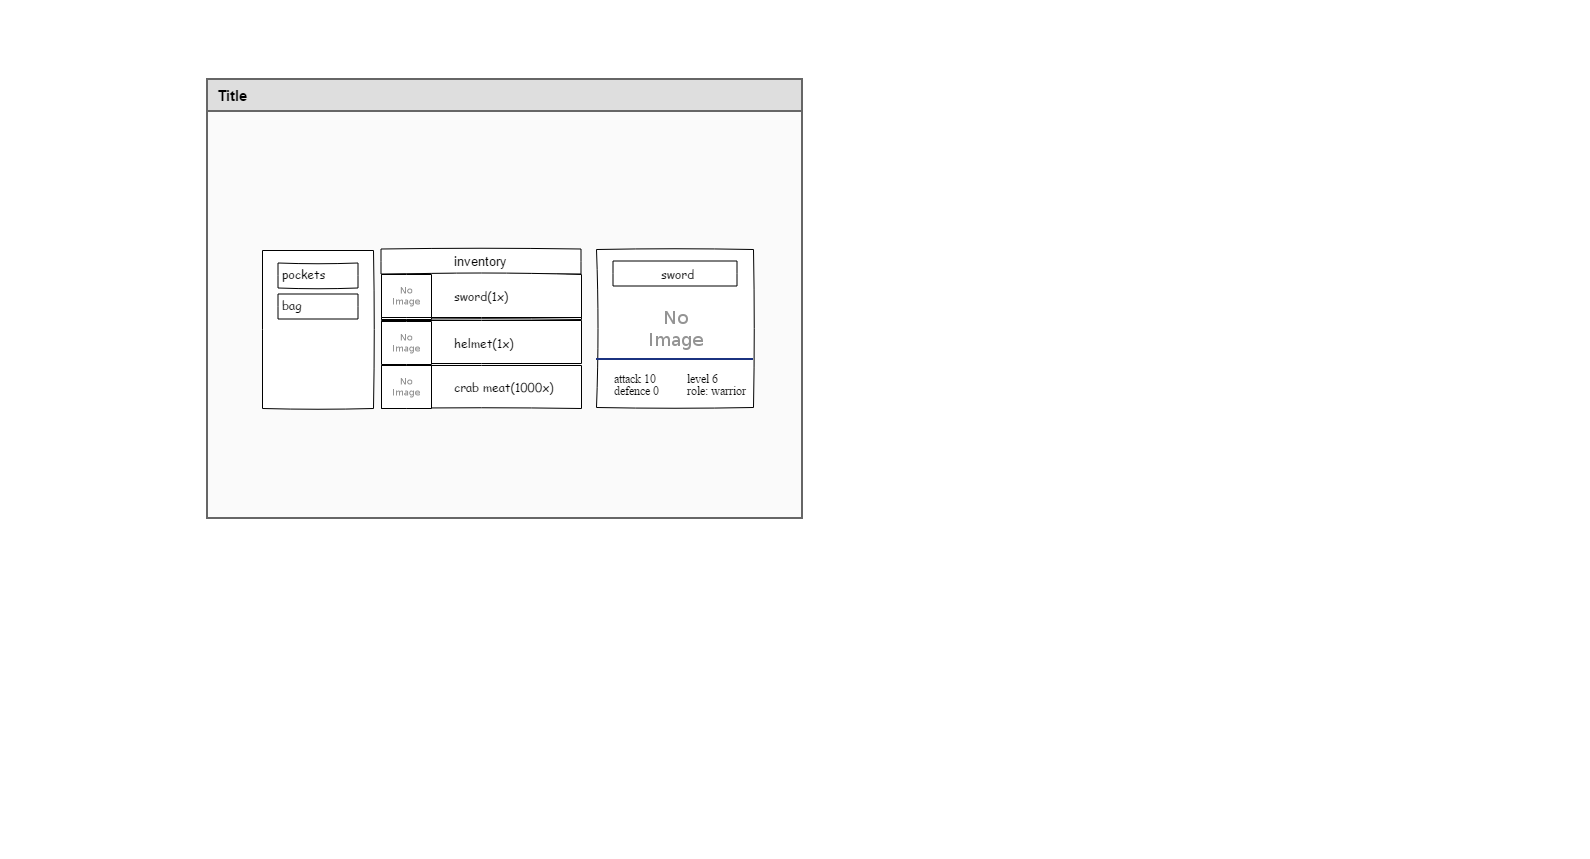 Title
pockets
bag
inventory
No
Image
sword(1x)
No
Image
helmet(1x)
No
Image
crab meat(1000x)
sword
No
Image
attack 10
defence 0
level 6
role: warrior